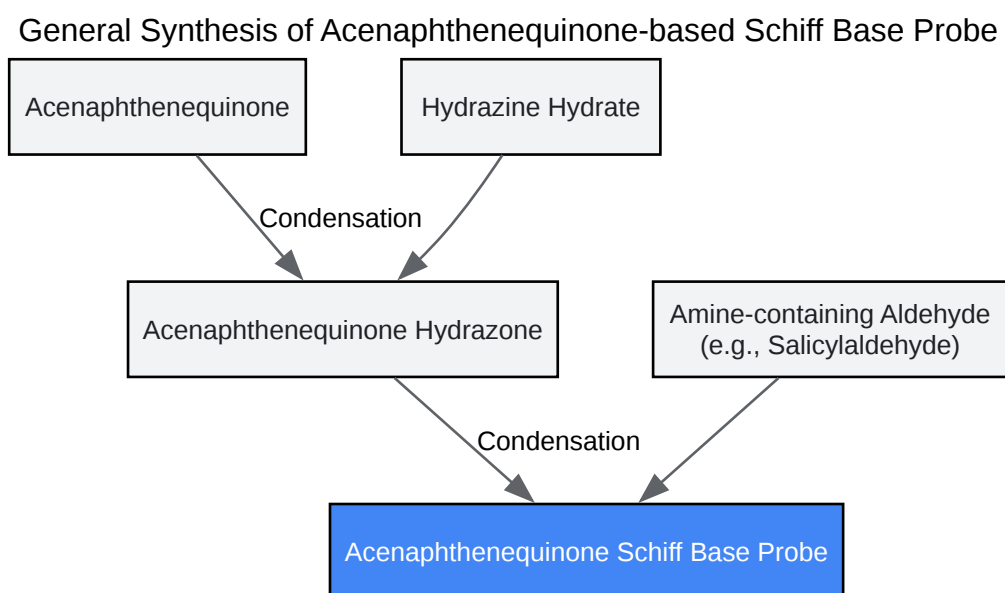 General Synthesis of Acenaphthenequinone-based Schiff Base Probe
Acenaphthenequinone
Hydrazine Hydrate
Condensation
Acenaphthenequinone Hydrazone
Amine-containing Aldehyde
(e.g., Salicylaldehyde)
Condensation
Acenaphthenequinone Schiff Base Probe